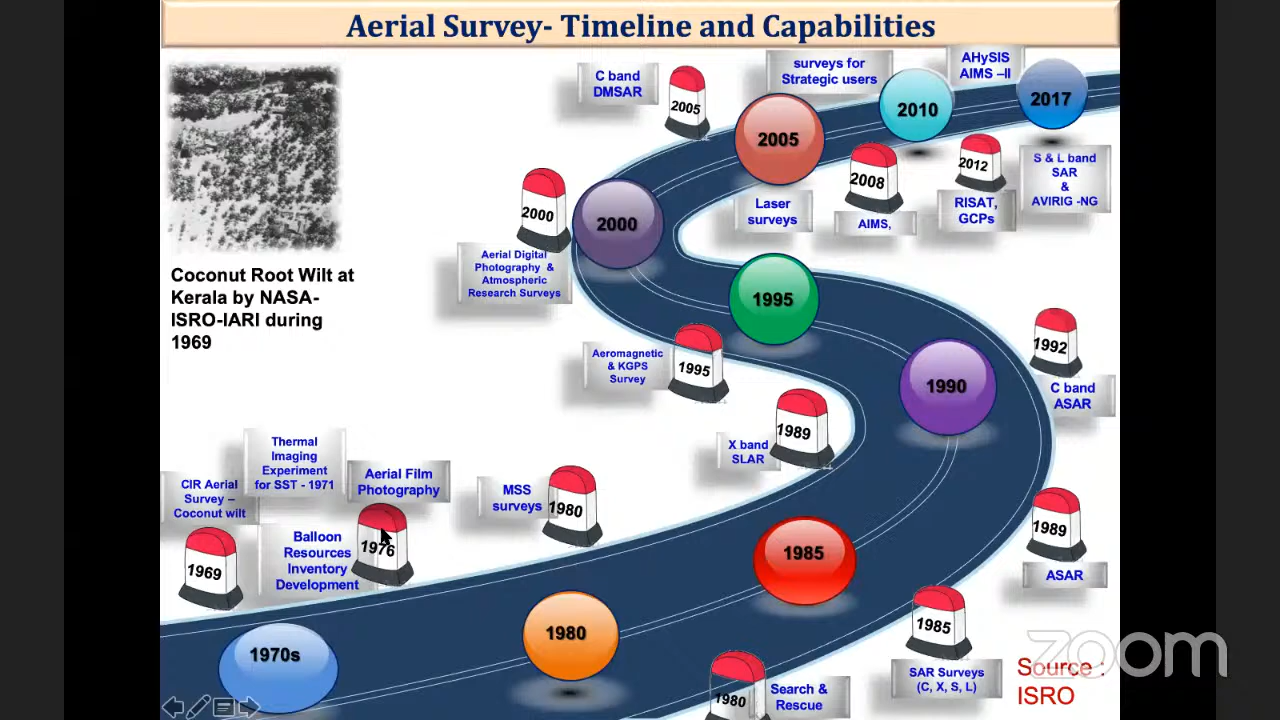 Aerial Survey- Timeline and Capabilities
Coconut Root Wilt at
Kerala by NASA-
ISRO-IARI during
1969
C band
DMSAR
2005
surveys for
Strategic users
2005
2010
AHySIS
AIMS –II
2017
Laser
surveys
2008
AIMS,
2012
RISAT,
GCPs
S & L band
SAR
&
AVIRIG -NG
2000
2000
Aerial Digital
Photography &
Atmospheric
Research Surveys
1995
Aeromagnetic
& KGPS
Survey
1995
1990
1992
C band
ASAR
X band
SLAR
1989
CIR Aerial
Survey –
Coconut wilt
1969
Thermal
Imaging
Experiment
for SST - 1971
Balloon
Resources
Inventory
Development
Aerial Film
Photography
1976
MSS
surveys
1980
1985
1989
ASAR
1970s
1980
1980
Search &
Rescue
1985
SAR Surveys
(C, X, S, L)
Source :
ISRO
zoom